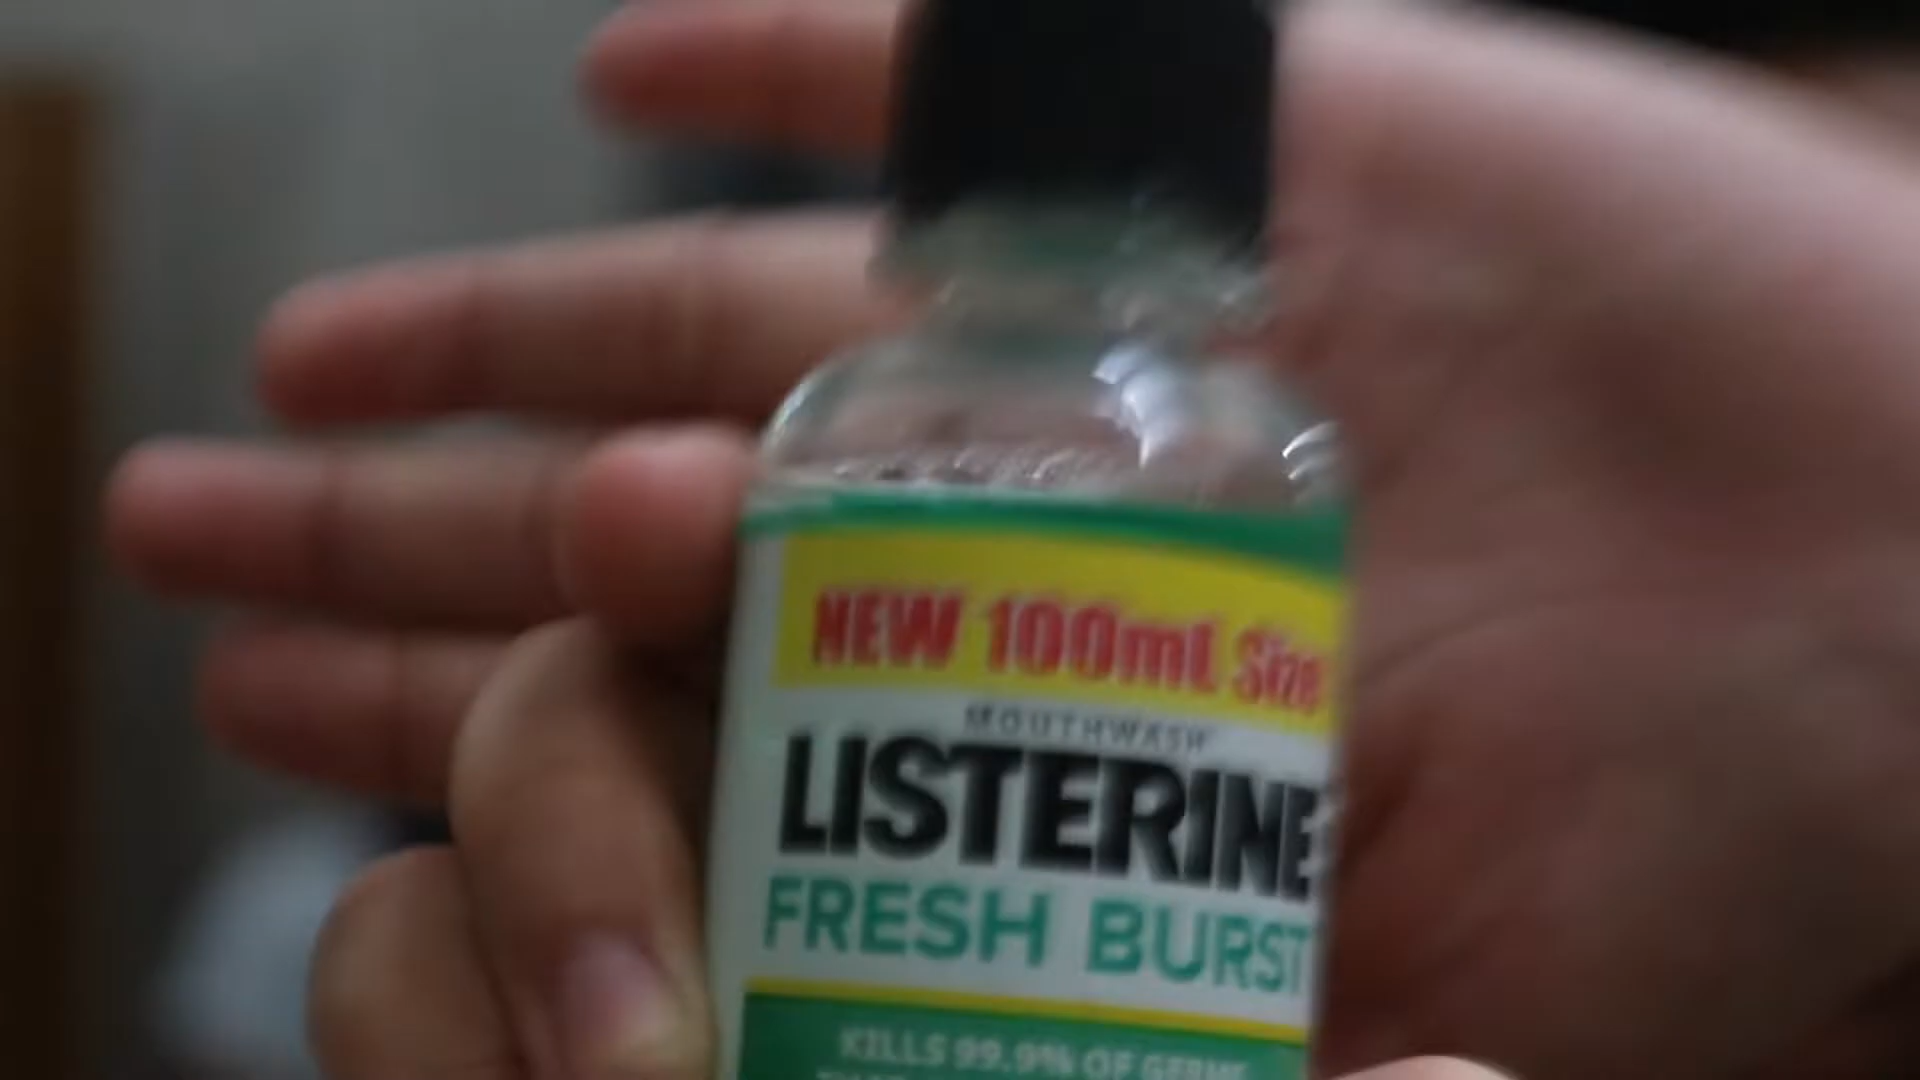 NEW 100mL Size
MOUTHWASH
LISTERINE
FRESH BURST
KILLS 99.9% OF GERMS